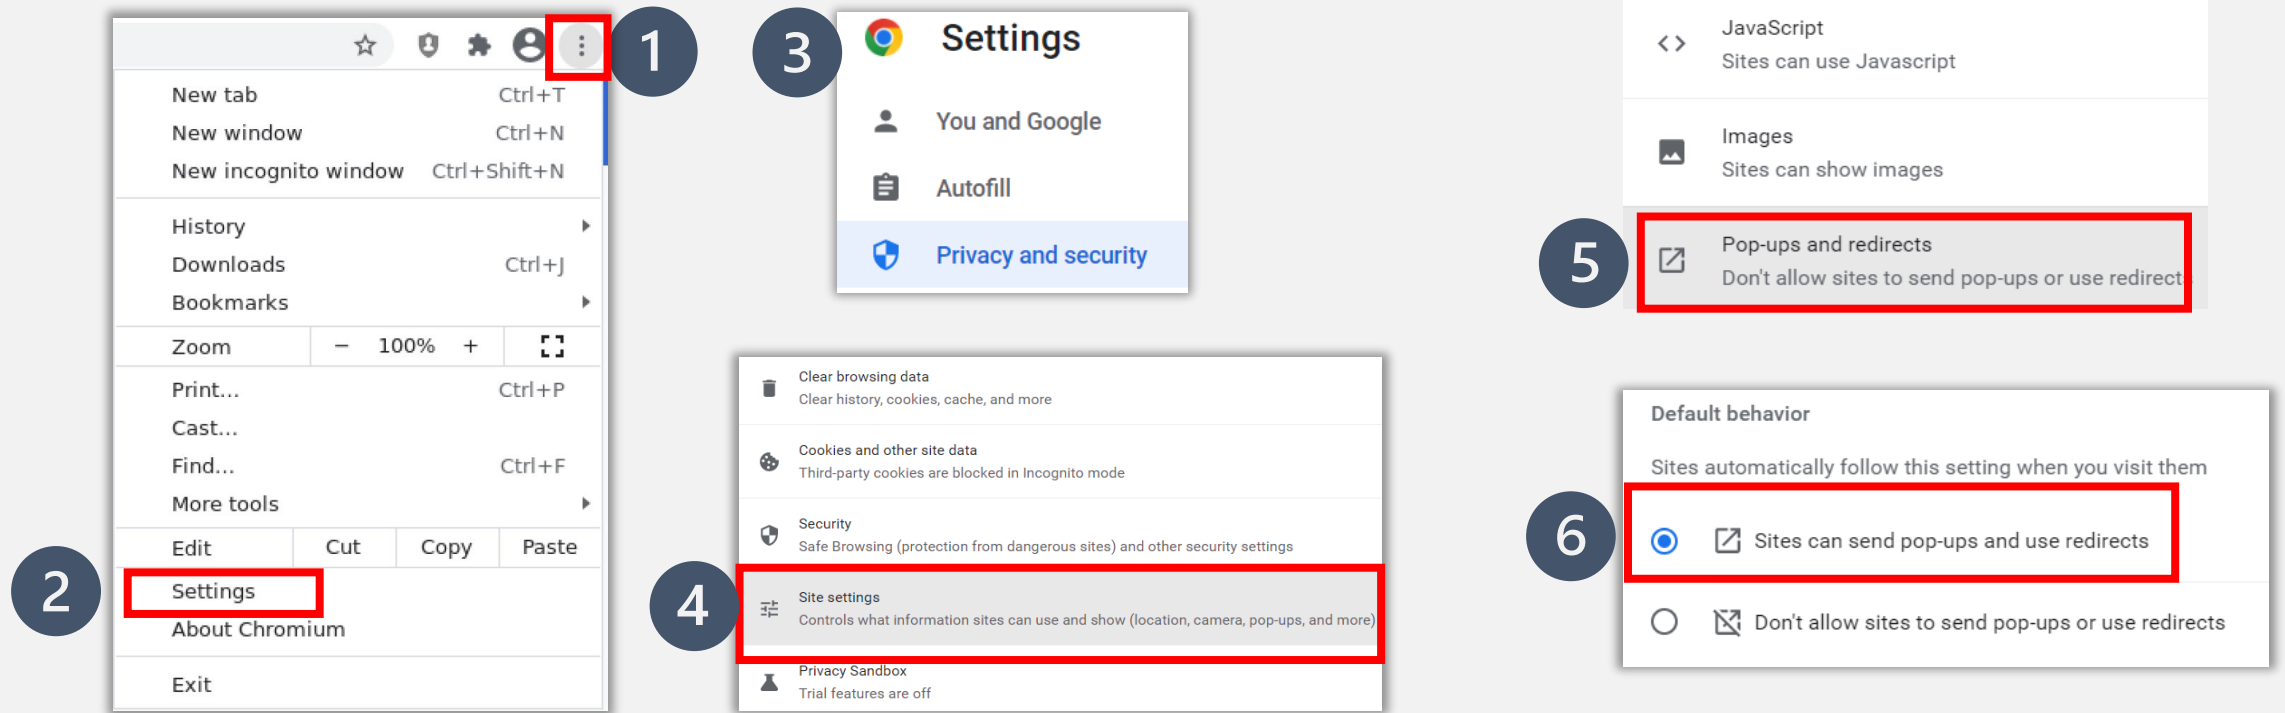 1
New tab Ctrl+T
New window Ctrl+N
New incognito window Ctrl+Shift+N
History
Downloads Ctrl+J
Bookmarks
Zoom − 100% +
Print... Ctrl+P
Cast...
Find... Ctrl+F
More tools
Edit Cut Copy Paste
2
Settings
About Chromium
Exit
3
Settings
You and Google
Autofill
Privacy and security
Clear browsing data
Clear history, cookies, cache, and more
Cookies and other site data
Third-party cookies are blocked in Incognito mode
Security
Safe Browsing (protection from dangerous sites) and other security settings
4
Site settings
Controls what information sites can use and show (location, camera, pop-ups, and more)
Privacy Sandbox
Trial features are off
JavaScript
Sites can use Javascript
Images
Sites can show images
5
Pop-ups and redirects
Don't allow sites to send pop-ups or use redirects
Default behavior
Sites automatically follow this setting when you visit them
6
Sites can send pop-ups and use redirects
Don't allow sites to send pop-ups or use redirects